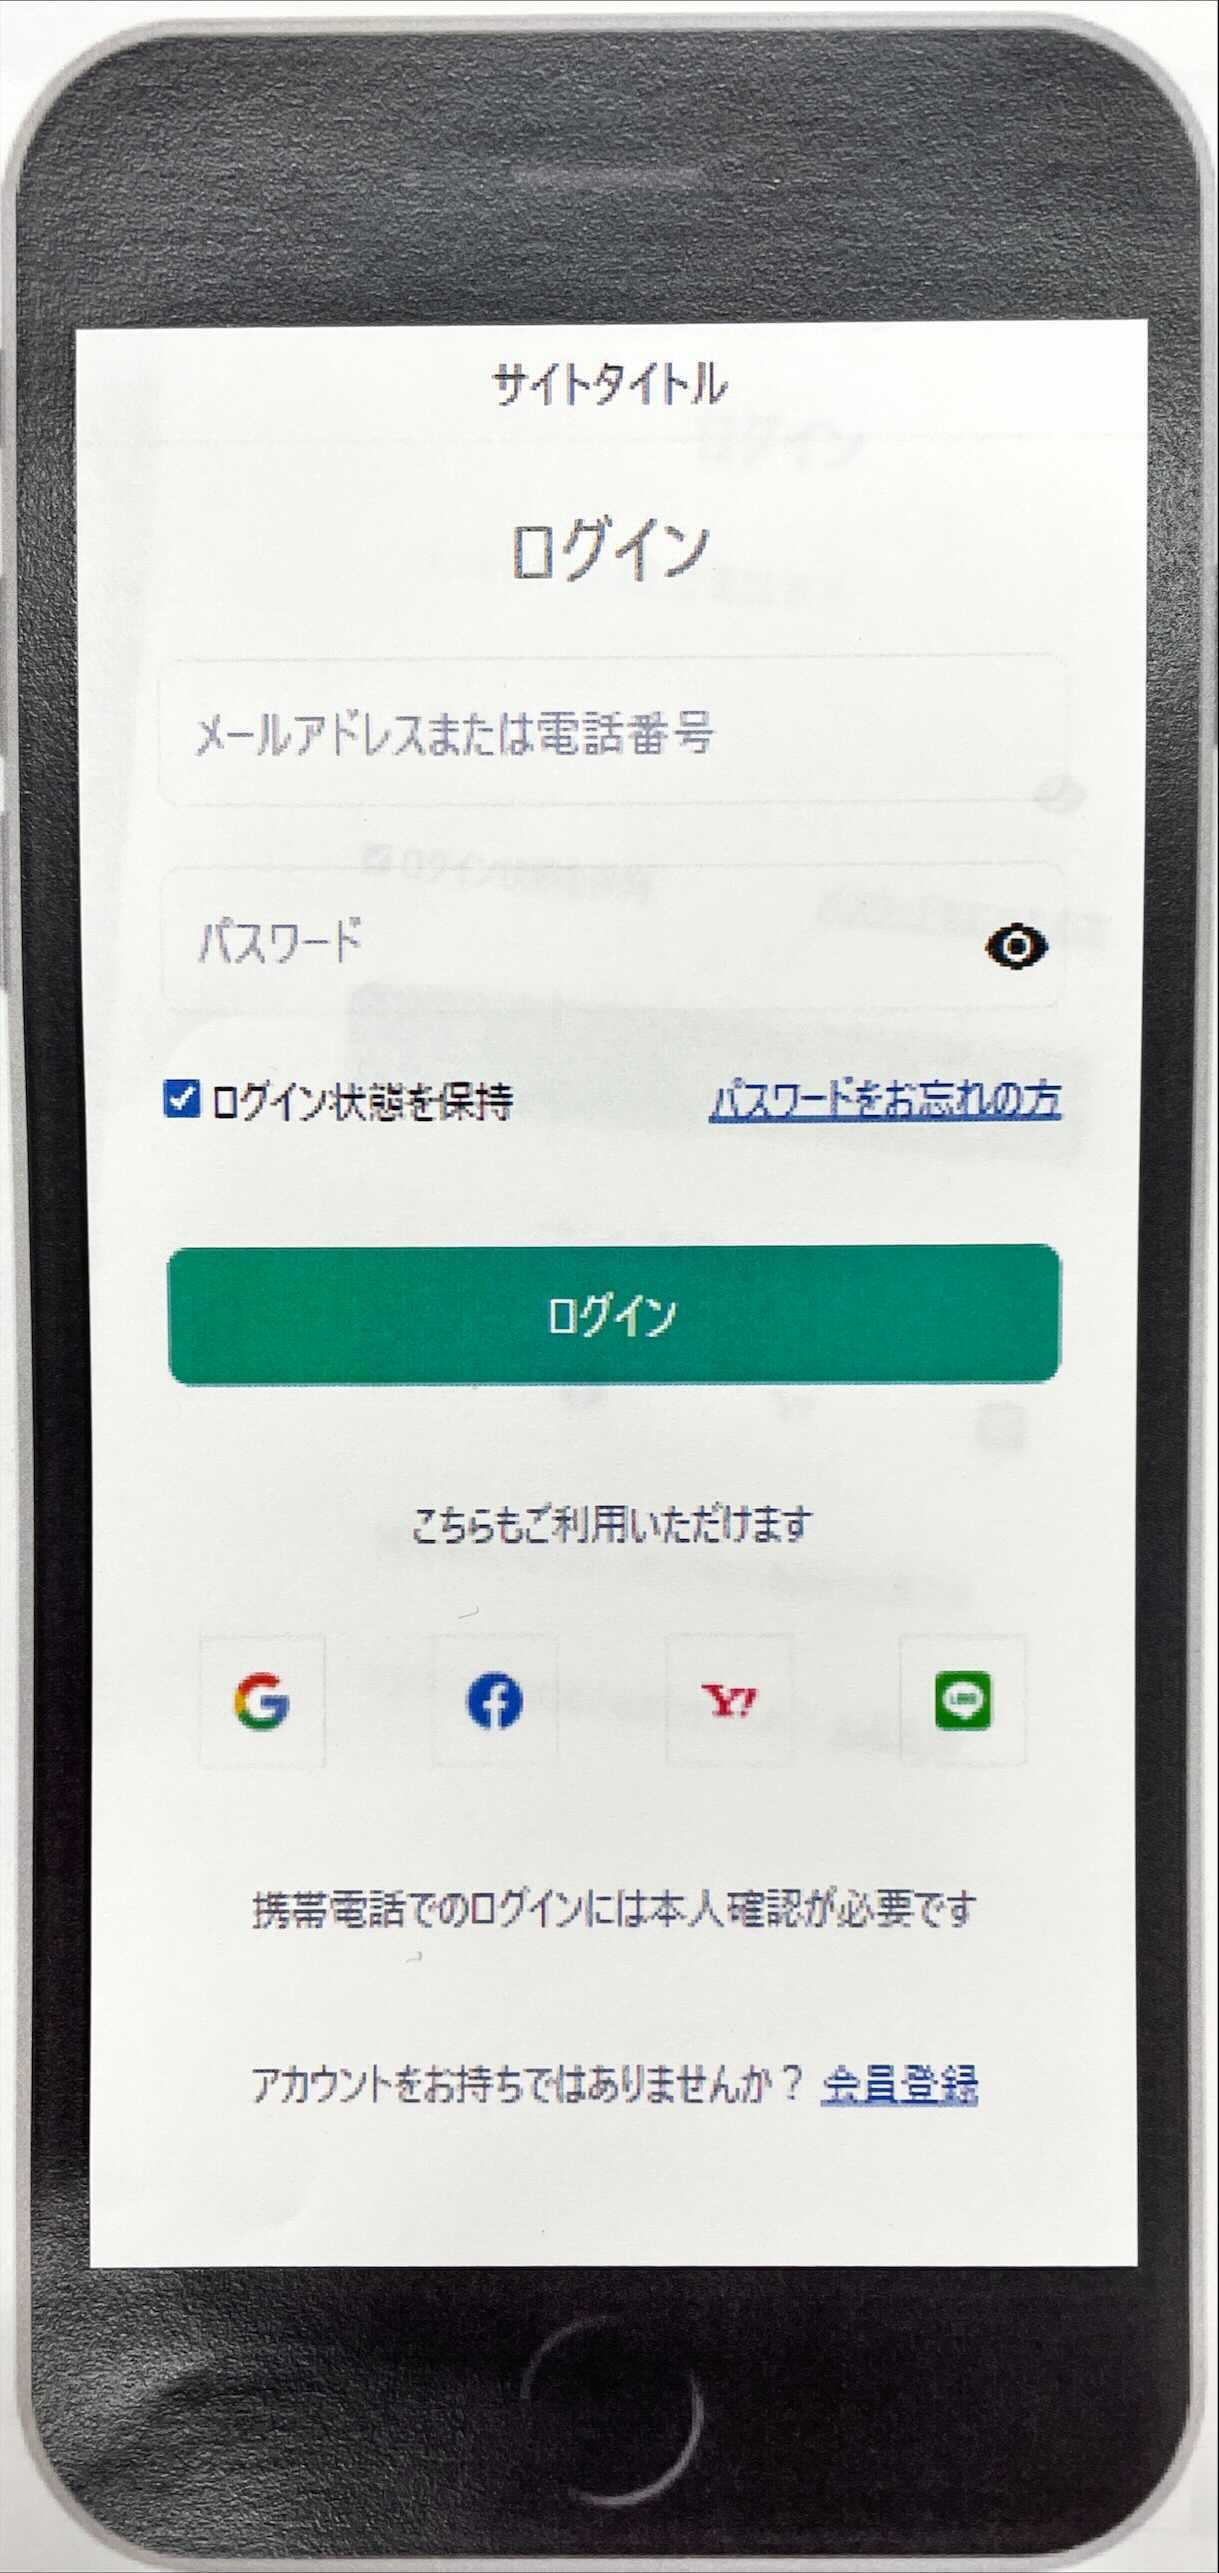 サイトタイトル
ログイン
メールアドレスまたは電話番号
パスワード
ログイン状態を保持 パスワードをお忘れの方
ログイン
こちらもご利用いただけます
G f Y! LINE
携帯電話でのログインには本人確認が必要です
アカウントをお持ちではありませんか？ 会員登録